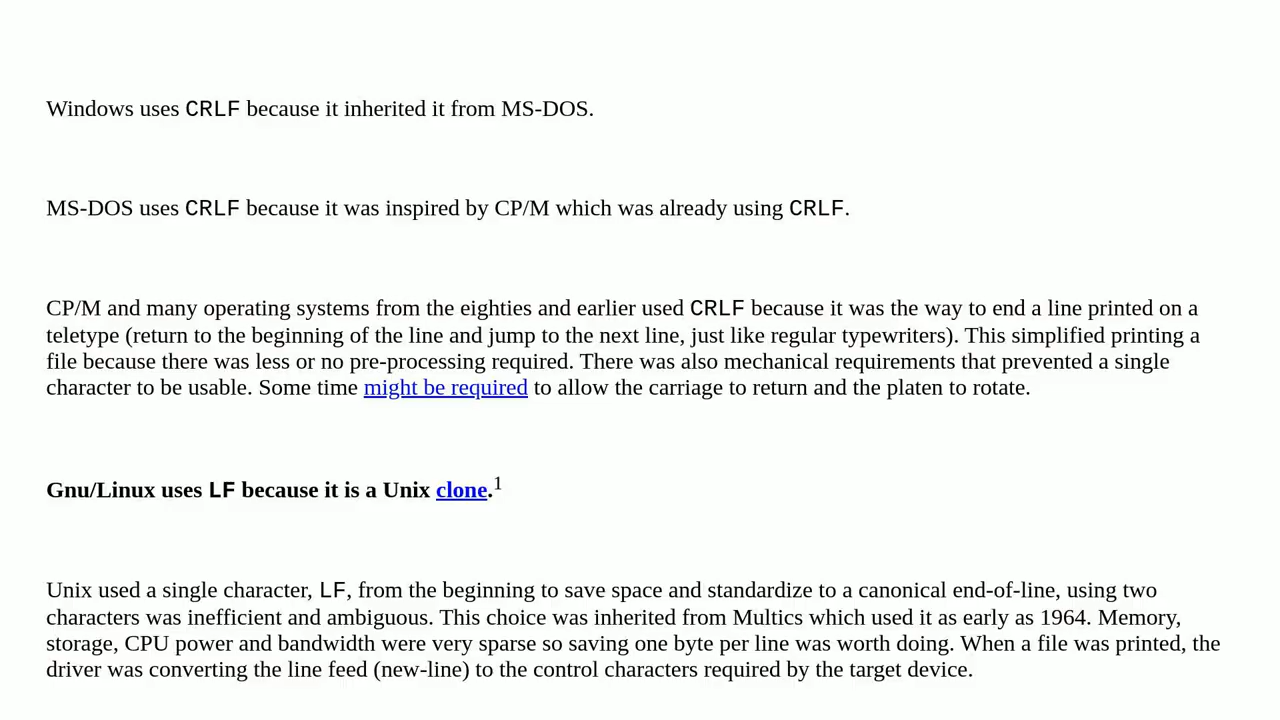 Windows uses CRLF because it inherited it from MS-DOS.
MS-DOS uses CRLF because it was inspired by CP/M which was already using CRLF.
CP/M and many operating systems from the eighties and earlier used CRLF because it was the way to end a line printed on a
teletype (return to the beginning of the line and jump to the next line, just like regular typewriters). This simplified printing a
file because there was less or no pre-processing required. There was also mechanical requirements that prevented a single
character to be usable. Some time might be required to allow the carriage to return and the platen to rotate.
Gnu/Linux uses LF because it is a Unix clone.1
Unix used a single character, LF, from the beginning to save space and standardize to a canonical end-of-line, using two
characters was inefficient and ambiguous. This choice was inherited from Multics which used it as early as 1964. Memory,
storage, CPU power and bandwidth were very sparse so saving one byte per line was worth doing. When a file was printed, the
driver was converting the line feed (new-line) to the control characters required by the target device.